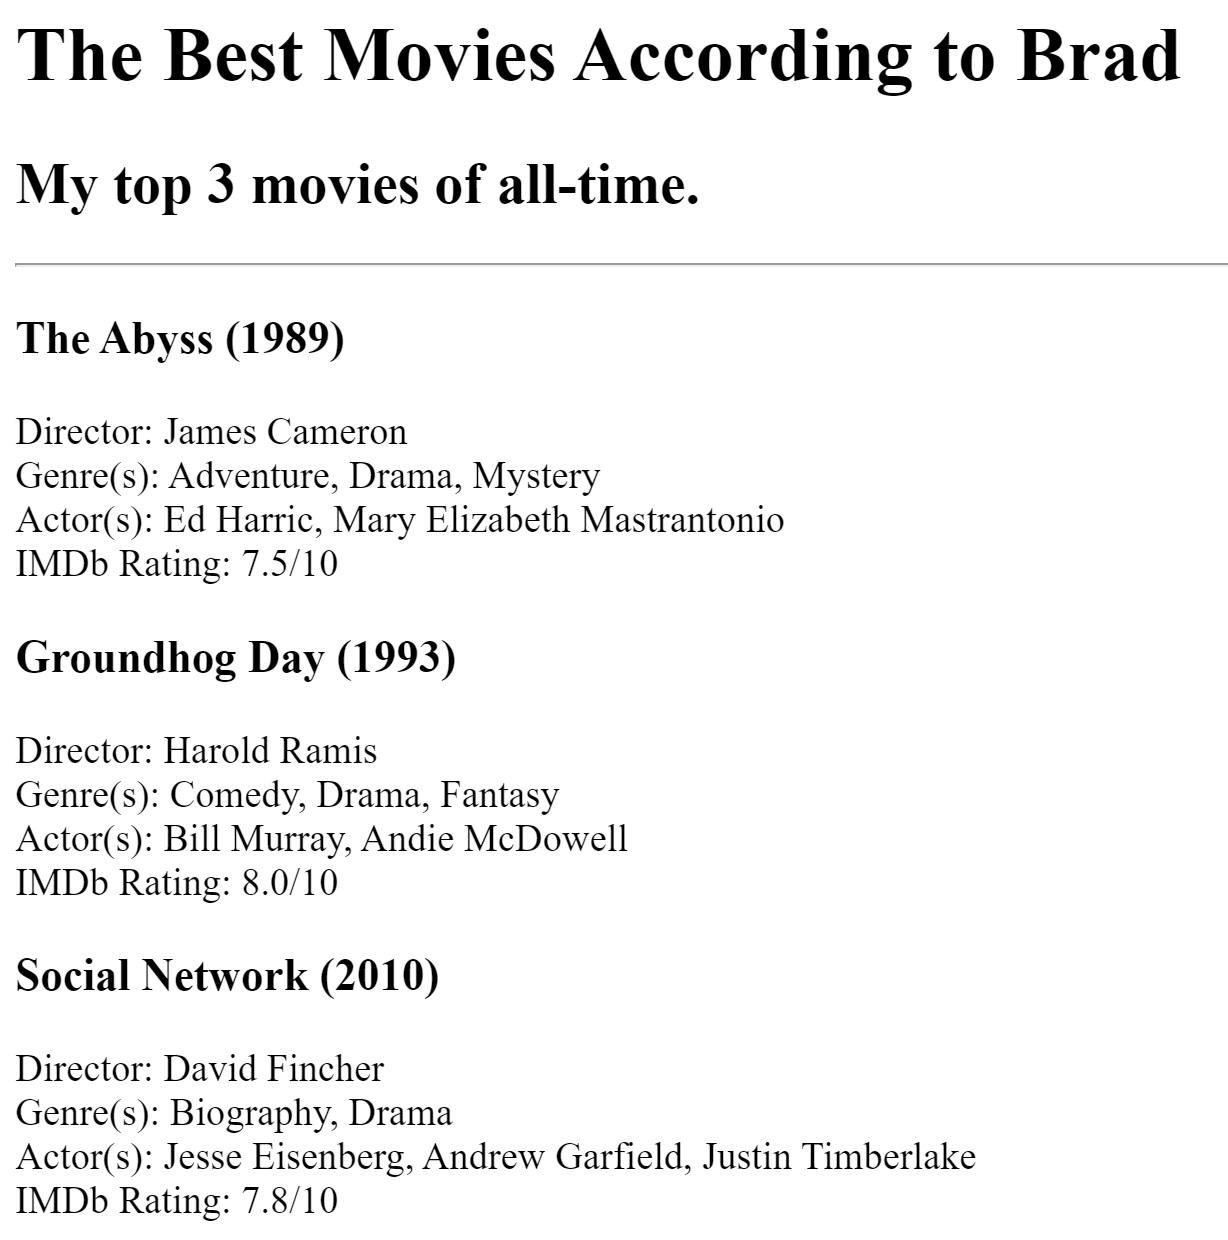 The Best Movies According to Brad
My top 3 movies of all-time.
The Abyss (1989)
Director: James Cameron
Genre(s): Adventure, Drama, Mystery
Actor(s): Ed Harric, Mary Elizabeth Mastrantonio
IMDb Rating: 7.5/10
Groundhog Day (1993)
Director: Harold Ramis
Genre(s): Comedy, Drama, Fantasy
Actor(s): Bill Murray, Andie McDowell
IMDb Rating: 8.0/10
Social Network (2010)
Director: David Fincher
Genre(s): Biography, Drama
Actor(s): Jesse Eisenberg, Andrew Garfield, Justin Timberlake
IMDb Rating: 7.8/10